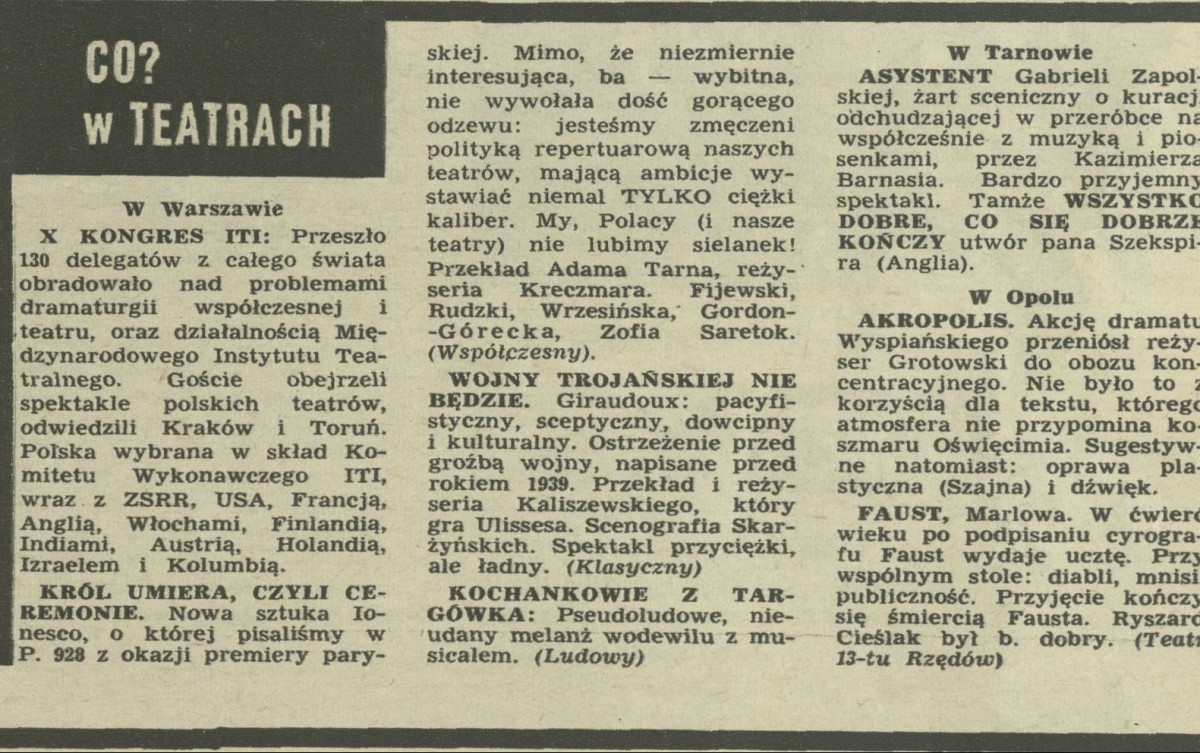 CO?
w TEATRACH
W Warszawie
X KONGRES ITI: Przeszło
130 delegatów z całego świata
obradowało nad problemami
dramaturgii współczesnej i
teatru, oraz działalnością Mię-
dzynarodowego Instytutu Tea-
tralnego. Goście obejrzeli
spektakle polskich teatrów,
odwiedzili Kraków i Toruń.
Polska wybrana w skład Ko-
mitetu Wykonawczego ITI,
wraz z ZSRR, USA, Francją,
Anglią, Włochami, Finlandią,
Indiami, Austrią, Holandią,
Izraelem i Kolumbią.
KRÓL UMIERA, CZYLI CE-
REMONIE. Nowa sztuka Io-
nesco, o której pisaliśmy w
P. 928 z okazji premiery pary-
skiej. Mimo, że niezmiernie
interesująca, ba — wybitna,
nie wywołała dość gorącego
odzewu: jesteśmy zmęczeni
polityką repertuarową naszych
teatrów, mającą ambicje wy-
stawiać niemal TYLKO ciężki
kaliber. My, Polacy (i nasze
teatry) nie lubimy sielanek!
Przekład Adama Tarna, reży-
seria Kreczmara. Fijewski,
Rudzki, Wrzesińska, Gordon-
-Górecka, Zofia Saretok.
(Współczesny).
WOJNY TROJAŃSKIEJ NIE
BĘDZIE. Giraudoux: pacyfi-
styczny, sceptyczny, dowcipny
i kulturalny. Ostrzeżenie przed
groźbą wojny, napisane przed
rokiem 1939. Przekład i reży-
seria Kaliszewskiego, który
gra Ulissesa. Scenografia Skar-
żyńskich. Spektakl przyciężki,
ale ładny. (Klasyczny)
KOCHANKOWIE Z TAR-
GÓWKA: Pseudoludowe, nie-
udany melanż wodewilu z mu-
sicalem. (Ludowy)
W Tarnowie
ASYSTENT Gabrieli Zapol-
skiej, żart sceniczny o kuracji
odchudzającej w przeróbce na
współcześnie z muzyką i pio-
senkami, przez Kazimierza
Barnasia. Bardzo przyjemny
spektakl. Tamże WSZYSTKO
DOBRE, CO SIĘ DOBRZE
KOŃCZY utwór pana Szekspi-
ra (Anglia).
W Opolu
AKROPOLIS. Akcję dramatu
Wyspiańskiego przeniósł reży-
ser Grotowski do obozu kon-
centracyjnego. Nie było to z
korzyścią dla tekstu, którego
atmosfera nie przypomina ko-
szmaru Oświęcimia. Sugestyw-
ne natomiast: oprawa pla-
styczna (Szajna) i dźwięk.
FAUST, Marlowa. W ćwierć
wieku po podpisaniu cyrogra-
fu Faust wydaje ucztę. Przy
wspólnym stole: diabli, mnisi
publiczność. Przyjęcie kończy
się śmiercią Fausta. Ryszard
Cieślak był b. dobry. (Teatr
13-tu Rzędów)